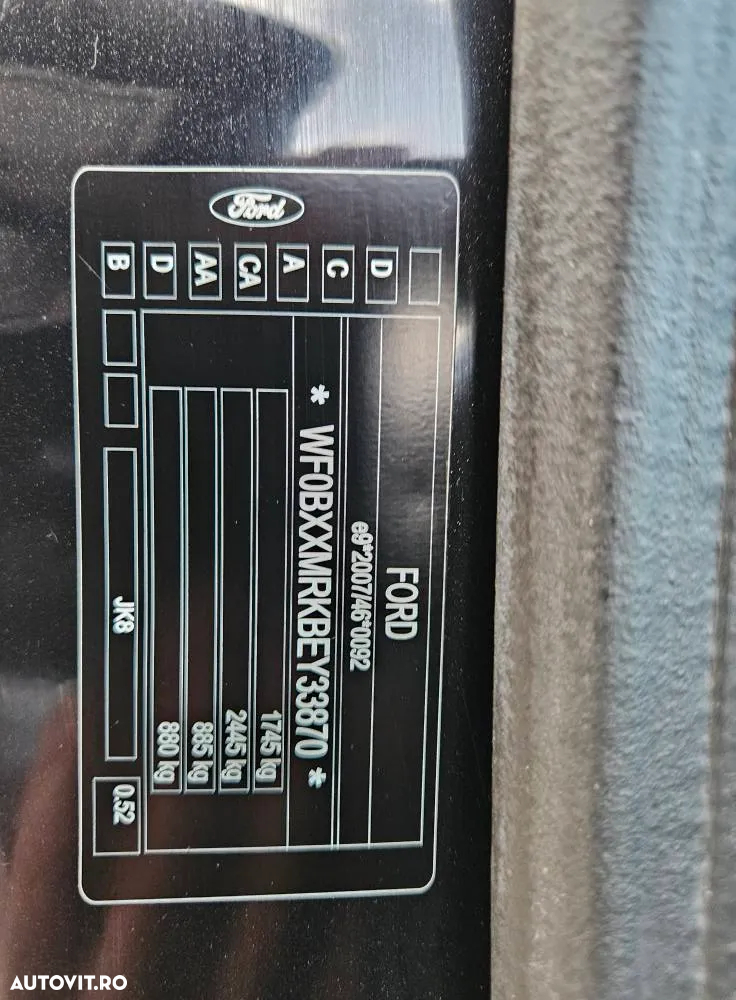 Ford
D
C
A
CA
AA
D
B
FORD
e9*2007/46*0092
* WF0BXXMRKBEY33870 *
1745 kg
2445 kg
885 kg
880 kg
JK8 0.52
AUTOVIT.RO